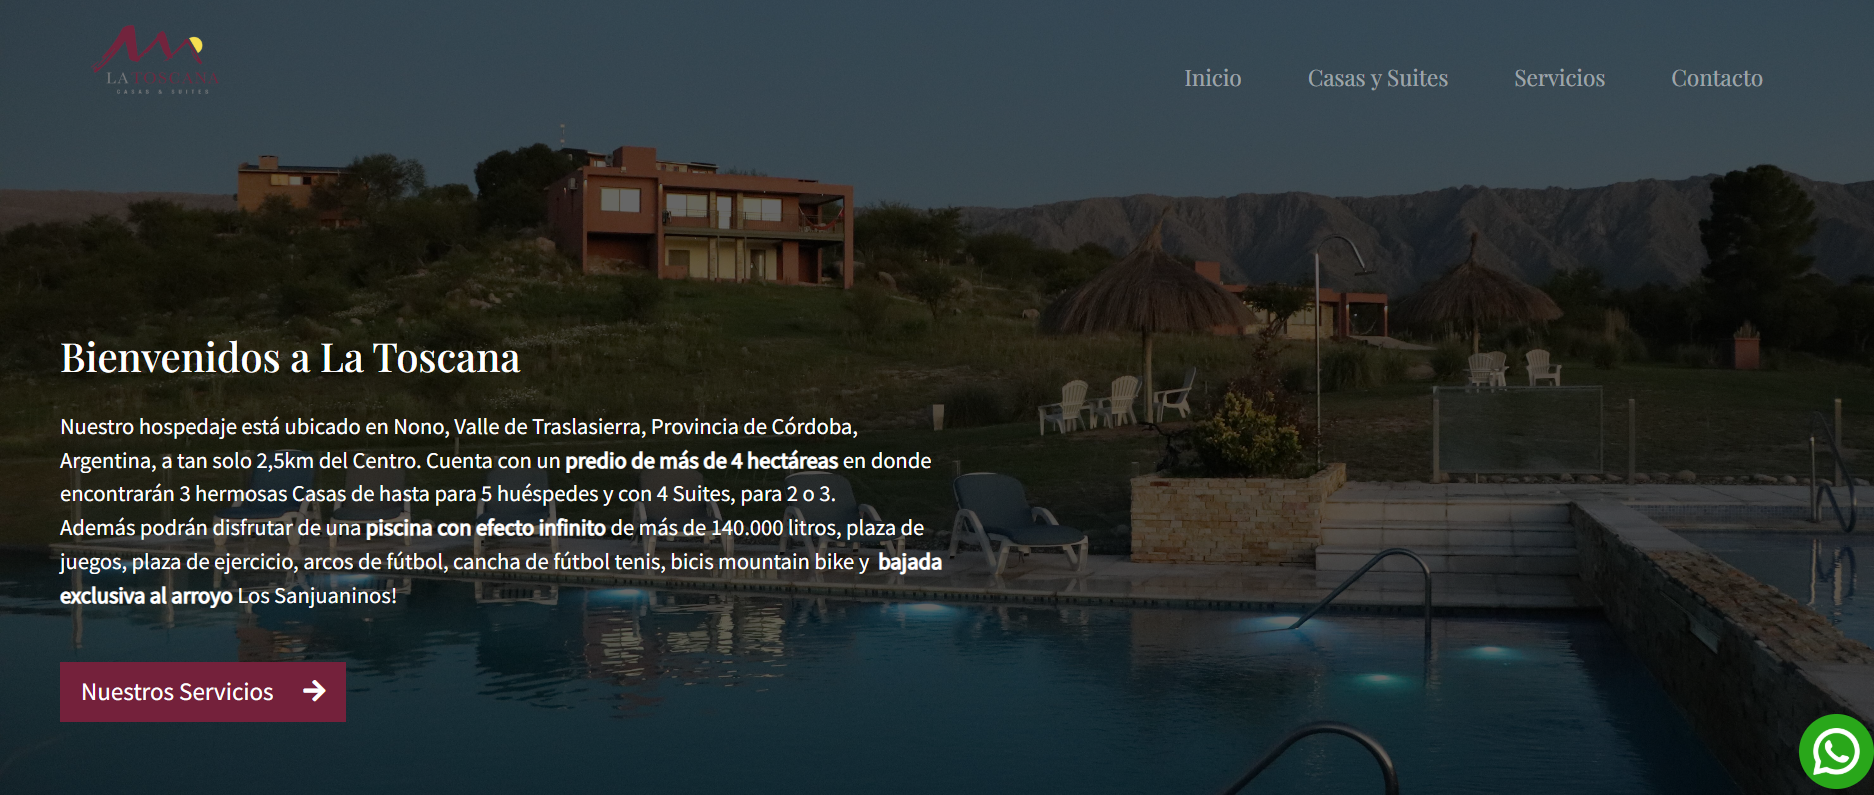 LA TOSCANA
CASAS & SUITES
Inicio
Casas y Suites
Servicios
Contacto
Bienvenidos a La Toscana
Nuestro hospedaje está ubicado en Nono, Valle de Traslasierra, Provincia de Córdoba,
Argentina, a tan solo 2,5km del Centro. Cuenta con un predio de más de 4 hectáreas en donde
encontrarán 3 hermosas Casas de hasta para 5 huéspedes y con 4 Suites, para 2 o 3.
Además podrán disfrutar de una piscina con efecto infinito de más de 140.000 litros, plaza de
juegos, plaza de ejercicio, arcos de fútbol, cancha de fútbol tenis, bicis mountain bike y bajada
exclusiva al arroyo Los Sanjuaninos!
Nuestros Servicios